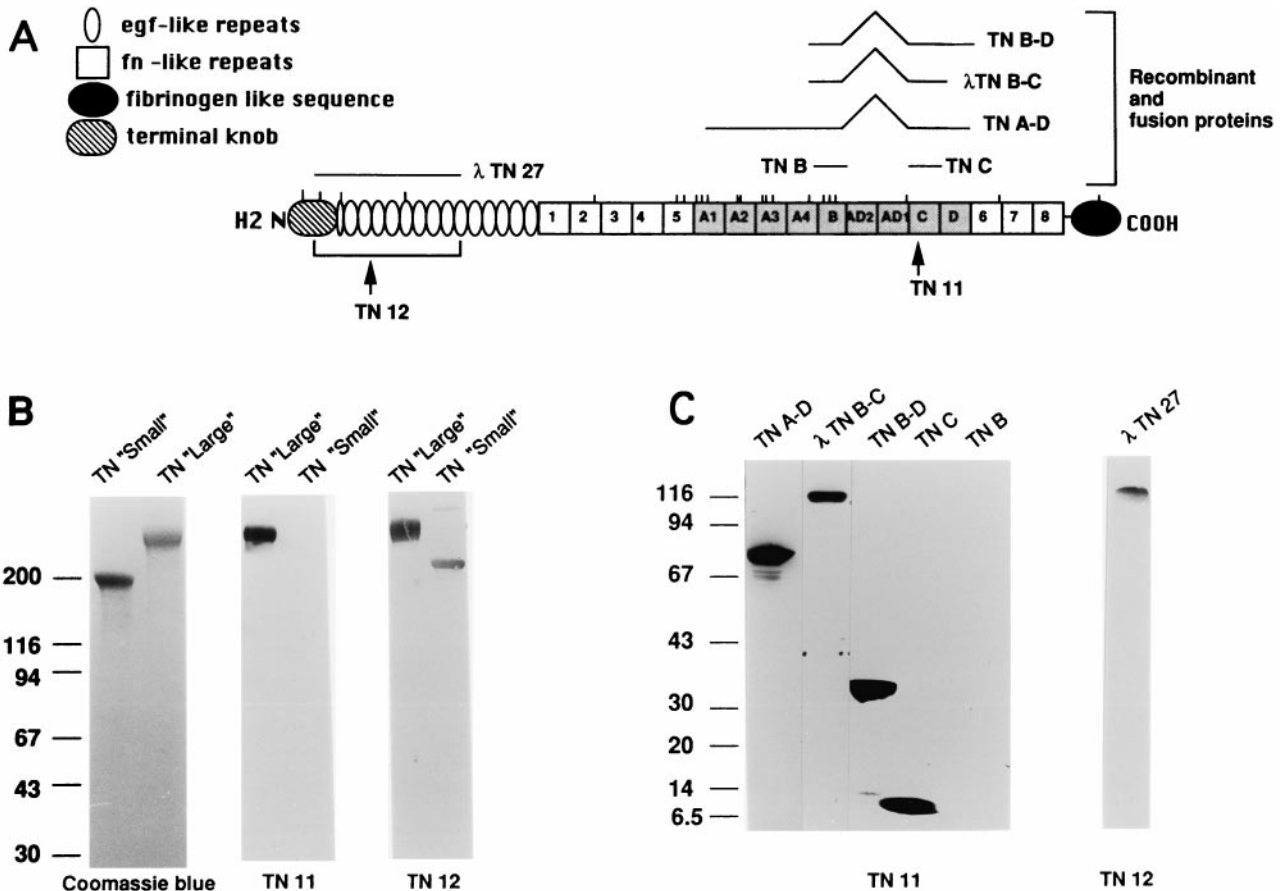 A
egf-like repeats
fn -like repeats
fibrinogen like sequence
terminal knob
TN B-D
λTN B-C
TN A-D
TN B
TN C
Recombinant
and
fusion proteins
λ TN 27
H2 N
1 2 3 4 5 A1 A2 A3 A4 B AD2 AD1 C D 6 7 8
COOH
TN 12
TN 11
B
TN "Small"
TN "Large"
TN "Large"
TN "Small"
TN "Large"
TN "Small"
200
116
94
67
43
30
Coomassie blue
TN 11
TN 12
C
TN A-D
λ TN B-C
TN B-D
TN C
TN B
λ TN 27
116
94
67
43
30
20
14
6.5
TN 11
TN 12